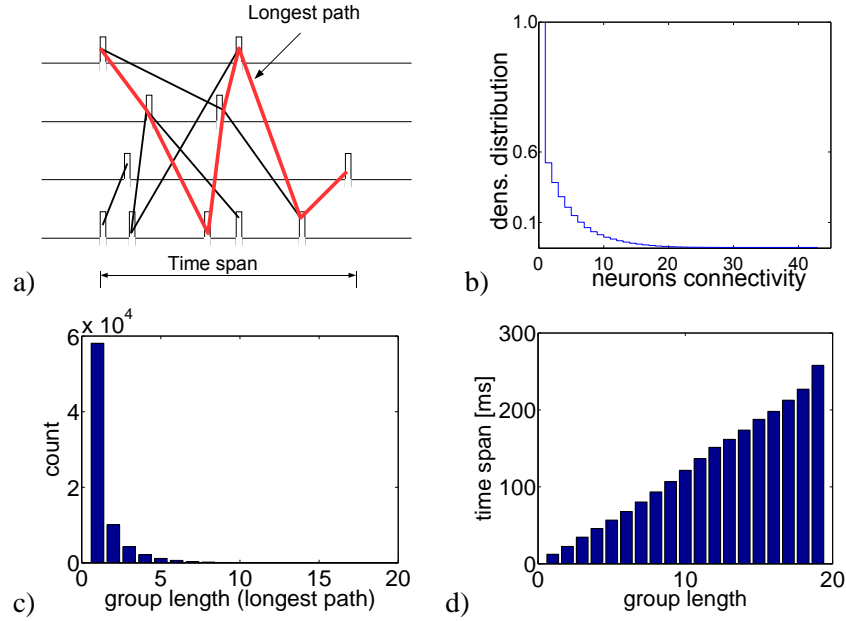 Longest path
Time span
a)
1.0
0.6
0.1
dens. distribution
0 10 20 30 40
neurons connectivity
b)
6 x 10^4
4
2
0
count
0 5 10 15 20
group length (longest path)
c)
300
200
100
0
time span [ms]
0 10 20
group length
d)